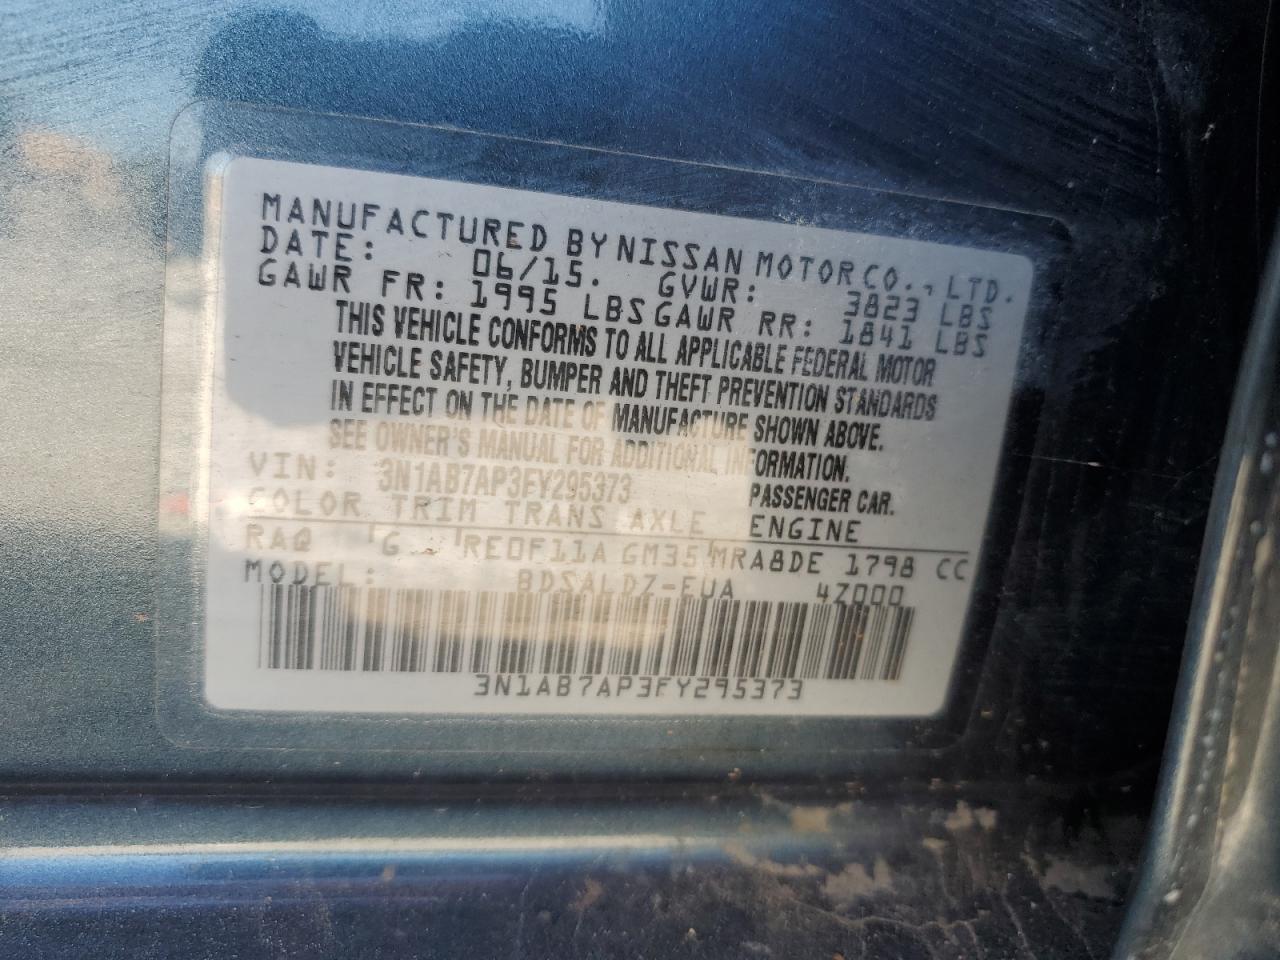 MANUFACTURED BY NISSAN MOTOR CO., LTD.
DATE: 06/15. GVWR: 3823 LBS
GAWR FR: 1995 LBS GAWR RR: 1841 LBS
THIS VEHICLE CONFORMS TO ALL APPLICABLE FEDERAL MOTOR
VEHICLE SAFETY, BUMPER AND THEFT PREVENTION STANDARDS
IN EFFECT ON THE DATE OF MANUFACTURE SHOWN ABOVE.
SEE OWNER'S MANUAL FOR ADDITIONAL INFORMATION.
VIN: 3N1AB7AP3FY295373 PASSENGER CAR.
COLOR TRIM TRANS AXLE ENGINE
RAQ G RE0F11A GM35 MRA8DE 1798 CC
MODEL: BDSALDZ-EUA 4Z000
3N1AB7AP3FY295373